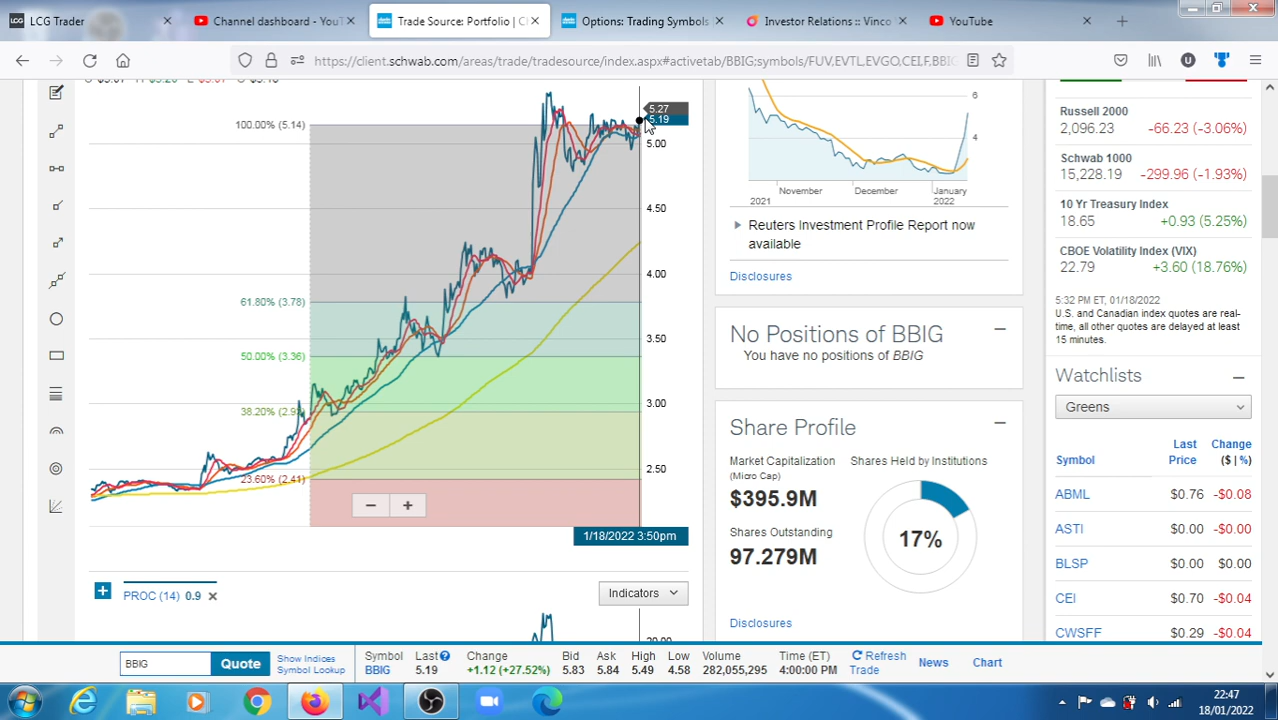 LCG Trader
Channel dashboard - YouT
Trade Source: Portfolio | C
Options: Trading Symbols
Investor Relations :: Vinco
YouTube
https://client.schwab.com/areas/trade/tradesource/index.aspx#activetab/BBIG;symbols/FUV,EVTL,EVGO,CEI,F,BBIG
100.00% (5.14)
61.80% (3.78)
50.00% (3.36)
38.20% (2.9
23.60% (2.41)
5.27
5.19
5.00
4.50
4.00
3.50
3.00
2.50
− +
1/18/2022 3:50pm
PROC (14) 0.9
Indicators
20.00
6
4
November
December
January
2021
2022
Reuters Investment Profile Report now
available
Disclosures
No Positions of BBIG
You have no positions of BBIG
Share Profile
Market Capitalization
(Micro Cap)
$395.9M
Shares Outstanding
97.279M
Shares Held by Institutions
17%
Disclosures
Russell 2000
2,096.23 -66.23 (-3.06%)
Schwab 1000
15,228.19 -299.96 (-1.93%)
10 Yr Treasury Index
18.65 +0.93 (5.25%)
CBOE Volatility Index (VIX)
22.79 +3.60 (18.76%)
5:32 PM ET, 01/18/2022
U.S. and Canadian index quotes are real-
time, all other quotes are delayed at least
15 minutes.
Watchlists
Greens
Symbol Last Price Change ($ | %)
ABML $0.76 -$0.08
ASTI $0.00 -$0.00
BLSP $0.00 $0.00
CEI $0.70 -$0.04
CWSFF $0.29 -$0.04
BBIG
Quote
Show Indices
Symbol Lookup
Symbol Last Change Bid Ask High Low Volume Time (ET) Refresh
BBIG 5.19 +1.12 (+27.52%) 5.83 5.84 5.49 4.58 282,055,295 4:00:00 PM Trade
News
Chart
22:47
18/01/2022